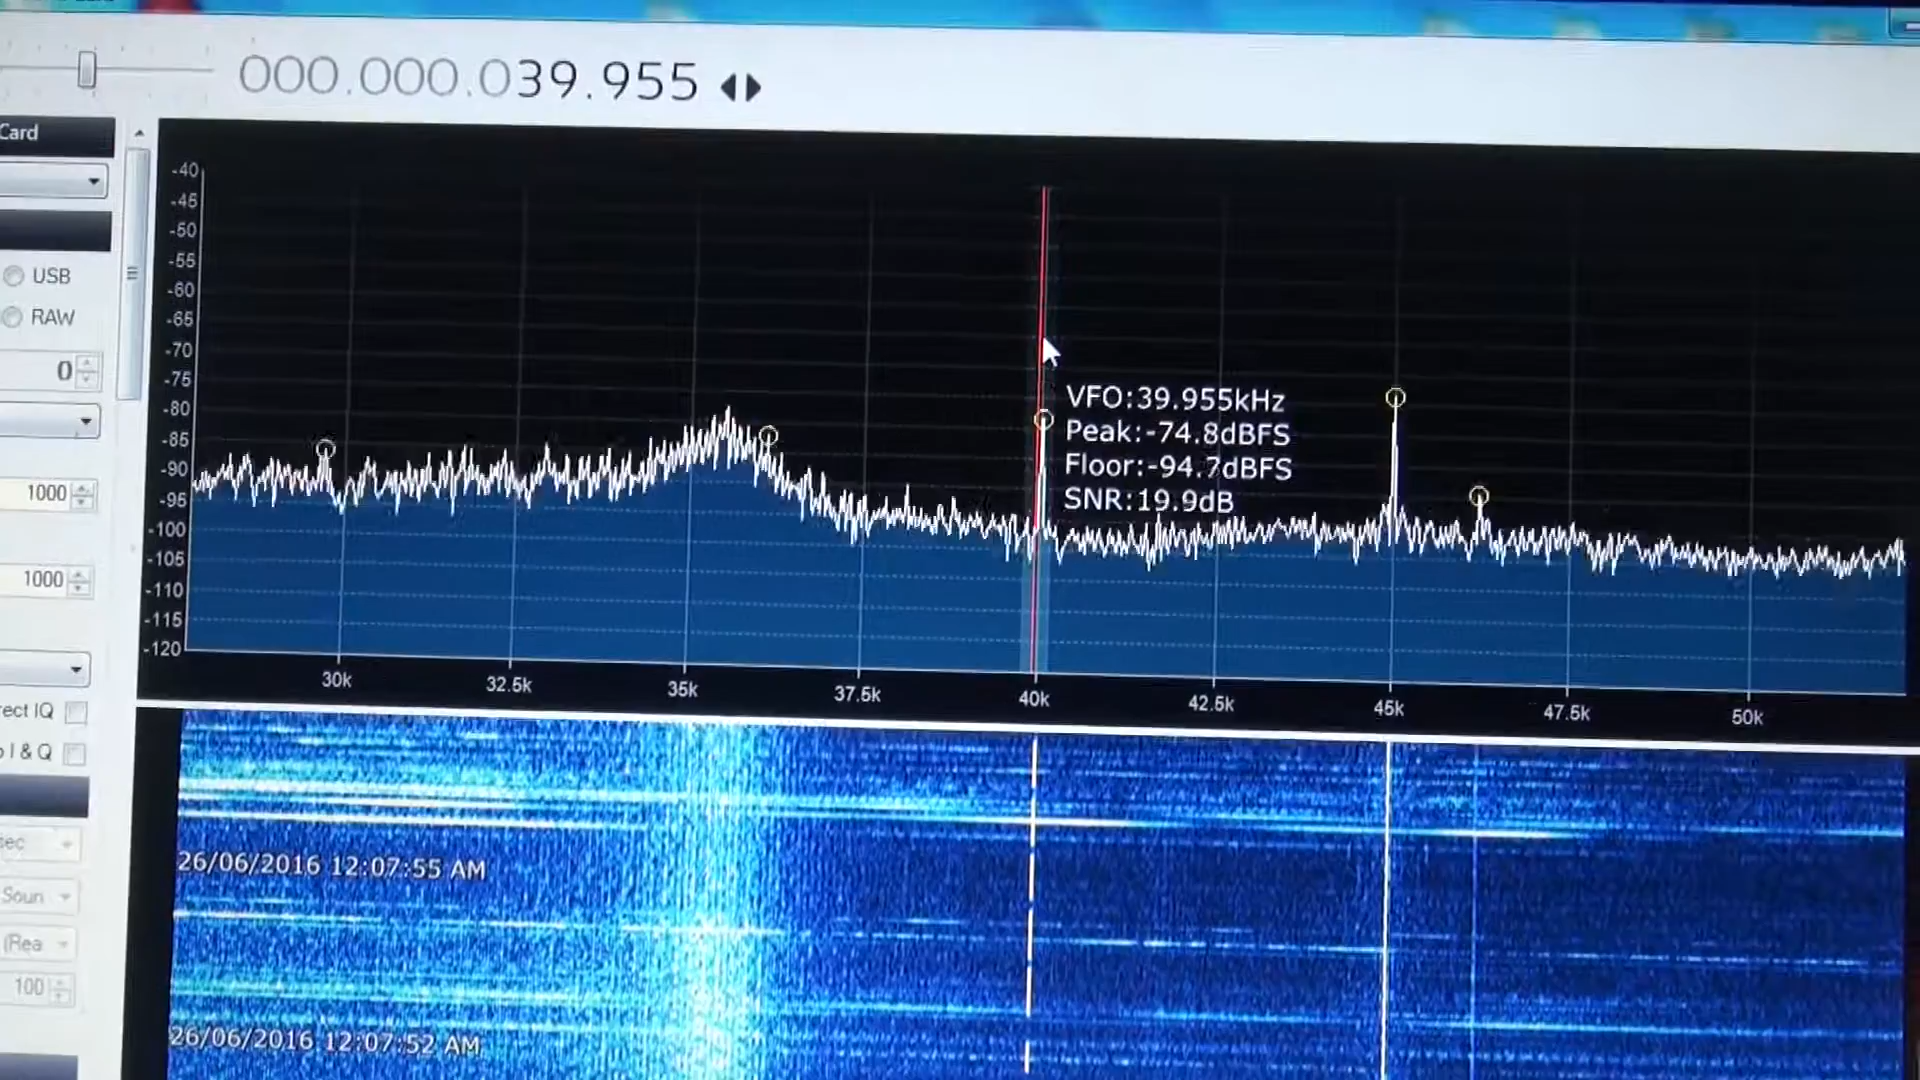 000.000.039.955
Card
USB
RAW
0
1000
1000
rect IQ
I & Q
sec
Soun
(Rea
100
-40
-45
-50
-55
-60
-65
-70
-75
-80
-85
-90
-95
-100
-105
-110
-115
-120
VFO:39.955kHz
Peak:-74.8dBFS
Floor:-94.7dBFS
SNR:19.9dB
30k 32.5k 35k 37.5k 40k 42.5k 45k 47.5k 50k
26/06/2016 12:07:55 AM
26/06/2016 12:07:52 AM